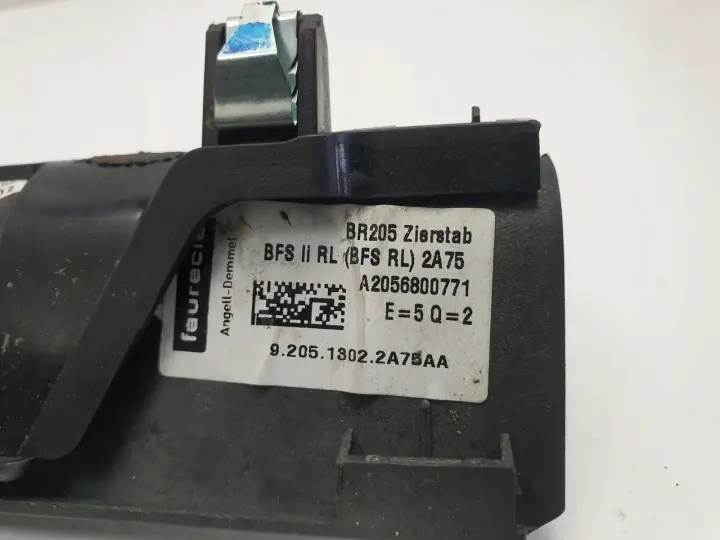 BR205 Zierstab
BFS II RL (BFS RL) 2A75
A2056800771
E=5 Q=2
9.205.1302.2A75AA
faurecia
Angell-Demmel